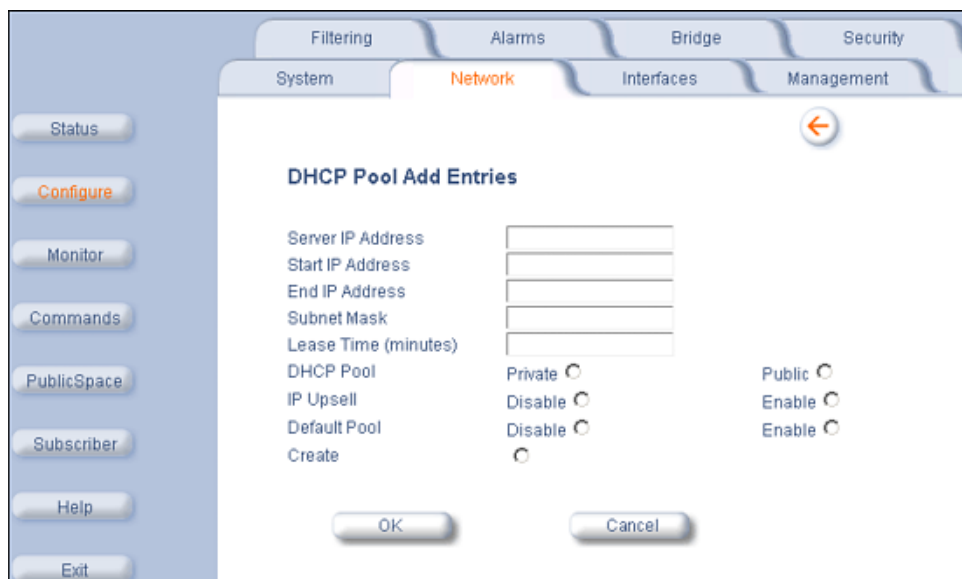 Filtering Alarms Bridge Security
System Network Interfaces Management
Status
Configure
Monitor
Commands
PublicSpace
Subscriber
Help
Exit
DHCP Pool Add Entries
Server IP Address
Start IP Address
End IP Address
Subnet Mask
Lease Time (minutes)
DHCP Pool Private Public
IP Upsell Disable Enable
Default Pool Disable Enable
Create
OK Cancel